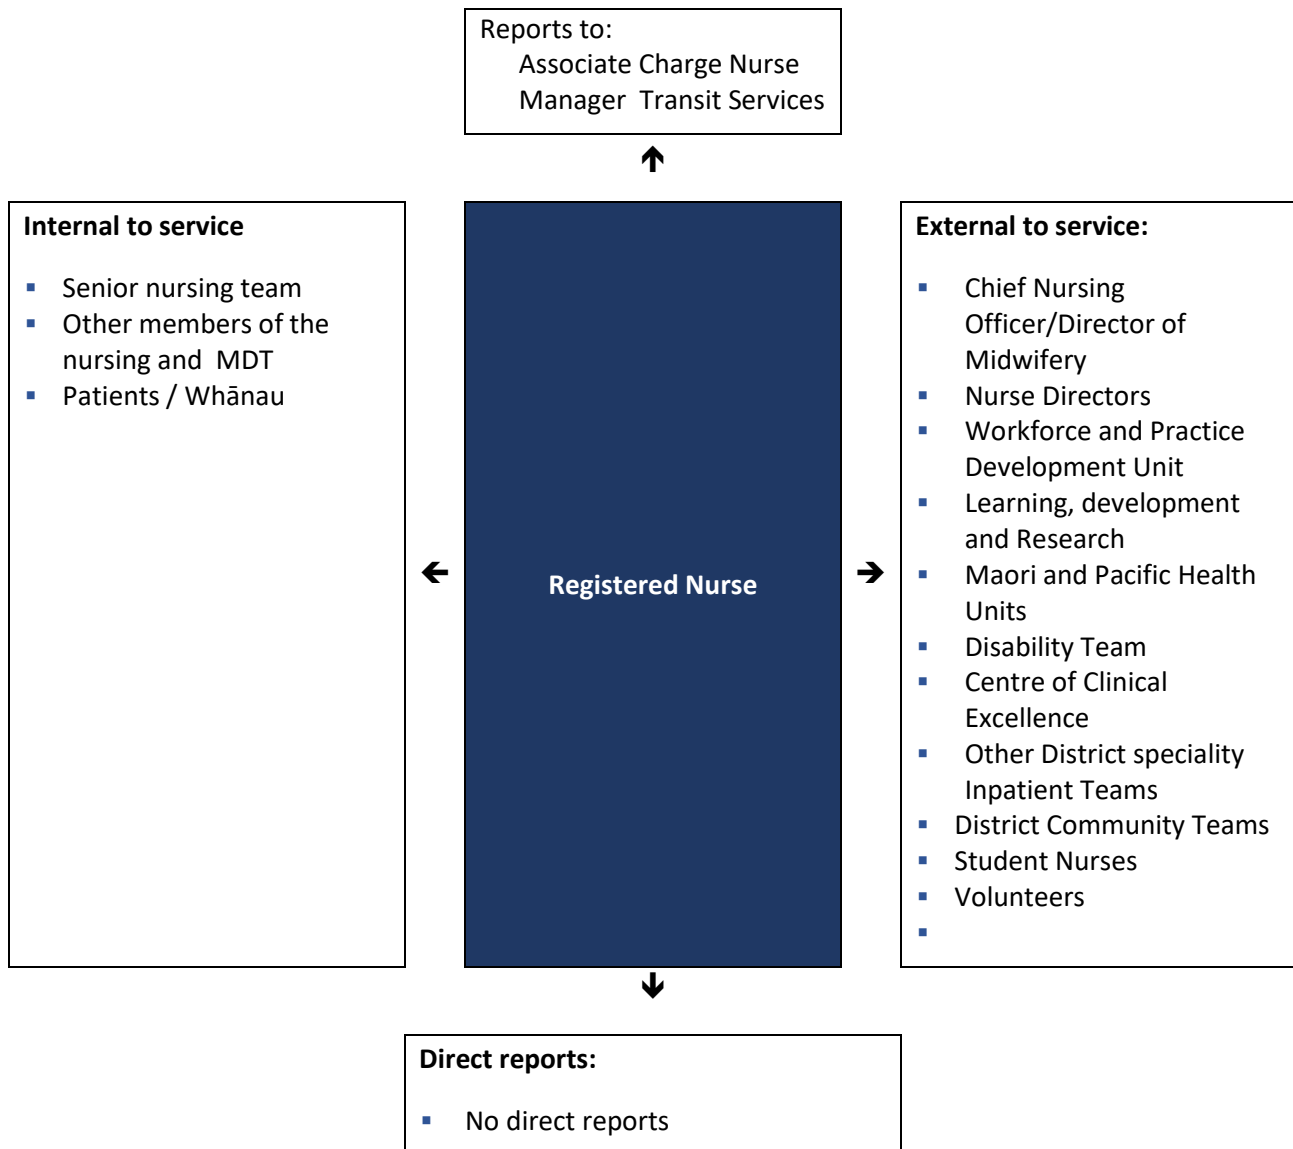 Reports to:
Associate Charge Nurse
Manager  Transit Services
Internal to service
▪ Senior nursing team
▪ Other members of the
nursing and  MDT
▪ Patients / Whānau
Registered Nurse
External to service:
▪ Chief Nursing
Officer/Director of
Midwifery
▪ Nurse Directors
▪ Workforce and Practice
Development Unit
▪ Learning, development
and Research
▪ Maori and Pacific Health
Units
▪ Disability Team
▪ Centre of Clinical
Excellence
▪ Other District speciality
Inpatient Teams
▪ District Community Teams
▪ Student Nurses
▪ Volunteers
▪
Direct reports:
▪ No direct reports